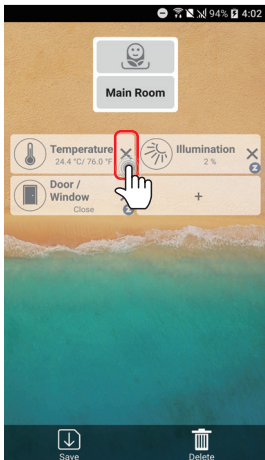 94% 4:02
Main Room
Temperature
24.4 °C/ 76.0 °F
Illumination
2 %
Door /
Window
Close
+
Save
Delete